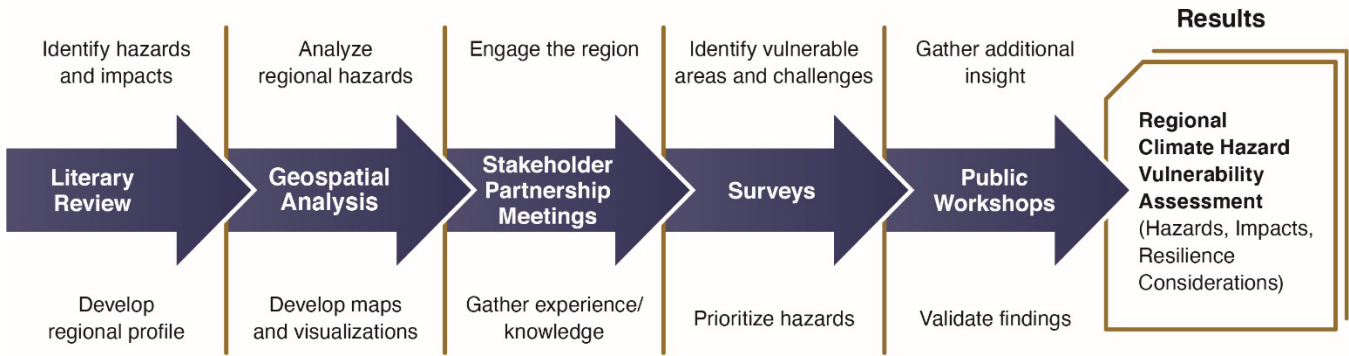 Results
Identify hazards
and impacts
Analyze
regional hazards
Engage the region
Identify vulnerable
areas and challenges
Gather additional
insight
Literary
Review
Geospatial
Analysis
Stakeholder
Partnership
Meetings
Surveys
Public
Workshops
Regional
Climate Hazard
Vulnerability
Assessment
(Hazards, Impacts,
Resilience
Considerations)
Develop
regional profile
Develop maps
and visualizations
Gather experience/
knowledge
Prioritize hazards
Validate findings